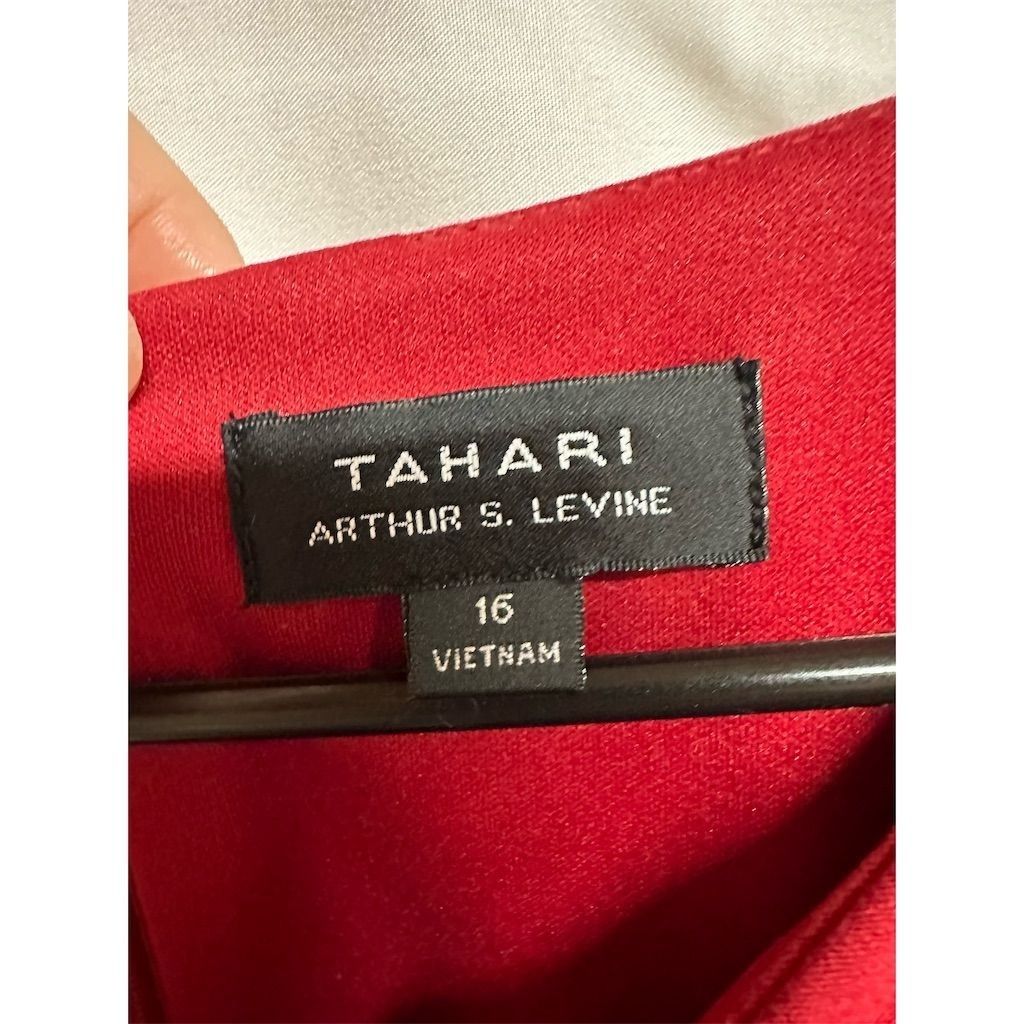 TAHARI
ARTHUR S. LEVINE
16
VIETNAM